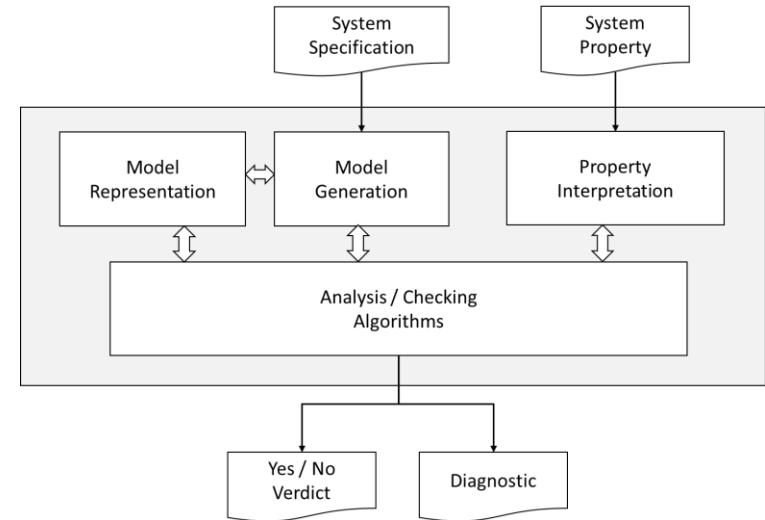 System
Specification
System
Property
Model
Representation
Model
Generation
Property
Interpretation
Analysis / Checking
Algorithms
Yes / No
Verdict
Diagnostic